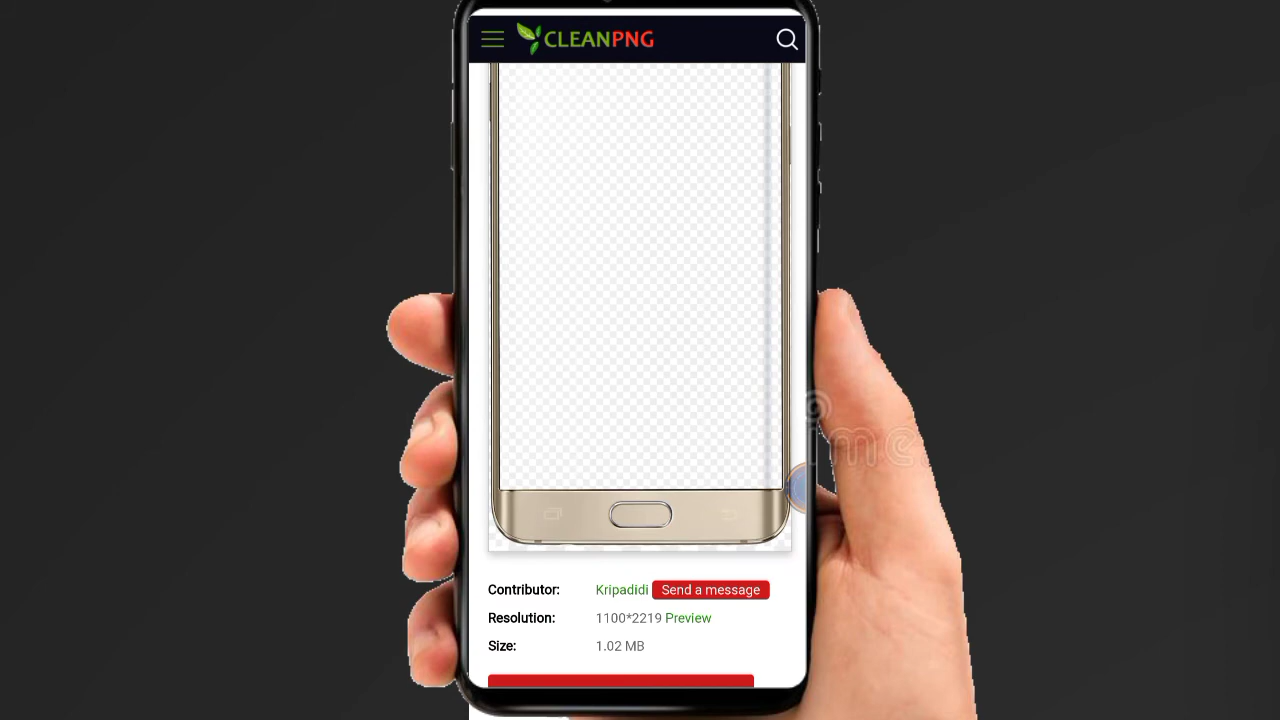 CLEANPNG
Contributor: Kripadidi Send a message
Resolution: 1100*2219 Preview
Size: 1.02 MB